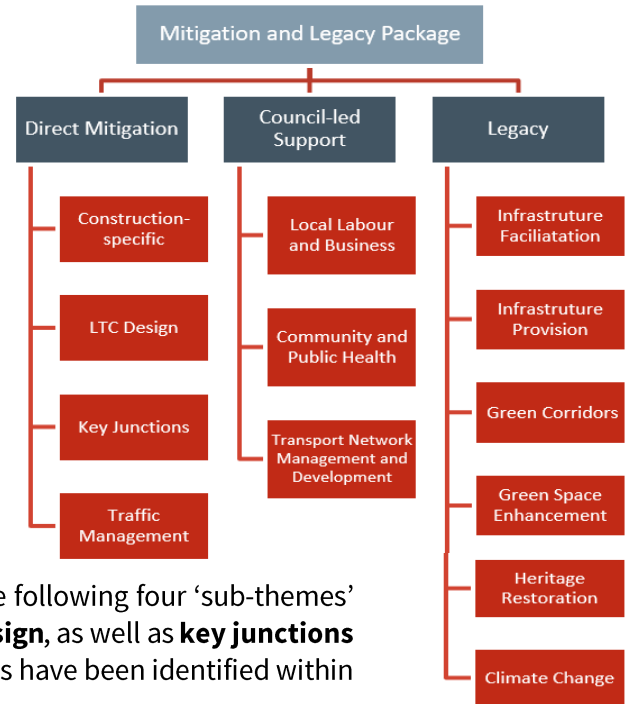 Mitigation and Legacy Package
Direct Mitigation
Construction-
specific
LTC Design
Key Junctions
Traffic
Management
Council-led
Support
Local Labour
and Business
Community and
Public Health
Transport Network
Management and
Development
Legacy
Infrastruture
Faciliatation
Infrastruture
Provision
Green Corridors
Green Space
Enhancement
Heritage
Restoration
Climate Change
following four ‘sub-themes’
, as well as key junctions
have been identified within